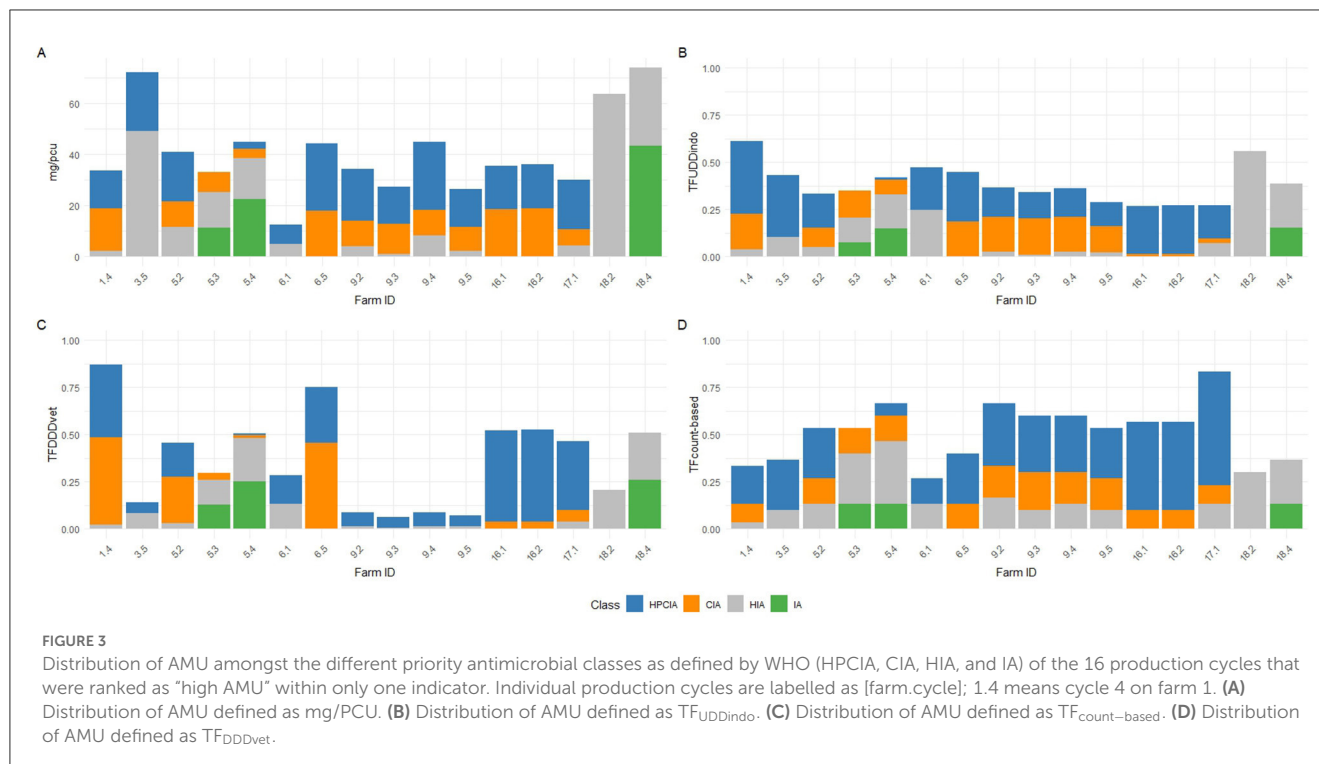 A
B
60
40
20
0
mg/pcu
1.4 3.5 5.2 5.3 5.4 6.1 6.5 9.2 9.3 9.4 9.5 16.1 16.2 17.1 18.2 18.4
Farm ID
1.00
0.75
0.50
0.25
0.00
TFUDDindo
1.4 3.5 5.2 5.3 5.4 6.1 6.5 9.2 9.3 9.4 9.5 16.1 16.2 17.1 18.2 18.4
Farm ID
C
D
1.00
0.75
0.50
0.25
0.00
TFDDDvet
1.4 3.5 5.2 5.3 5.4 6.1 6.5 9.2 9.3 9.4 9.5 16.1 16.2 17.1 18.2 18.4
Farm ID
1.00
0.75
0.50
0.25
0.00
TFcount-based
1.4 3.5 5.2 5.3 5.4 6.1 6.5 9.2 9.3 9.4 9.5 16.1 16.2 17.1 18.2 18.4
Farm ID
Class HPCIA CIA HIA IA
FIGURE 3
Distribution of AMU amongst the different priority antimicrobial classes as defined by WHO (HPCIA, CIA, HIA, and IA) of the 16 production cycles that
were ranked as "high AMU" within only one indicator. Individual production cycles are labelled as [farm.cycle]; 1.4 means cycle 4 on farm 1. (A)
Distribution of AMU defined as mg/PCU. (B) Distribution of AMU defined as TFUDDindo. (C) Distribution of AMU defined as TFcount−based. (D) Distribution
of AMU defined as TFDDDvet.